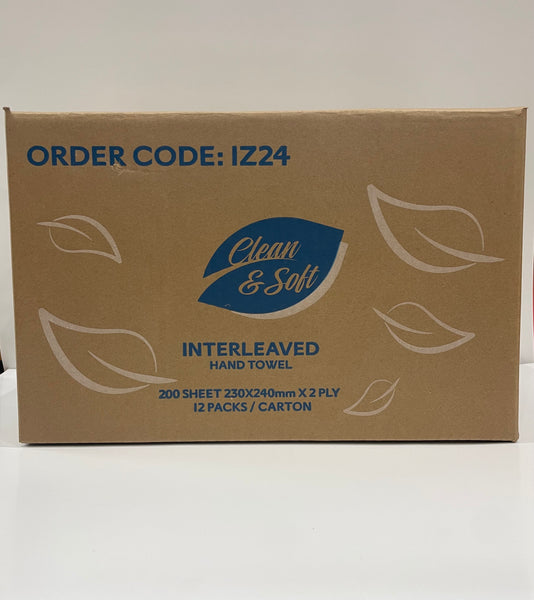 ORDER CODE: IZ24
Clean
& Soft
INTERLEAVED
HAND TOWEL
200 SHEET 230X240mm X 2 PLY
12 PACKS / CARTON